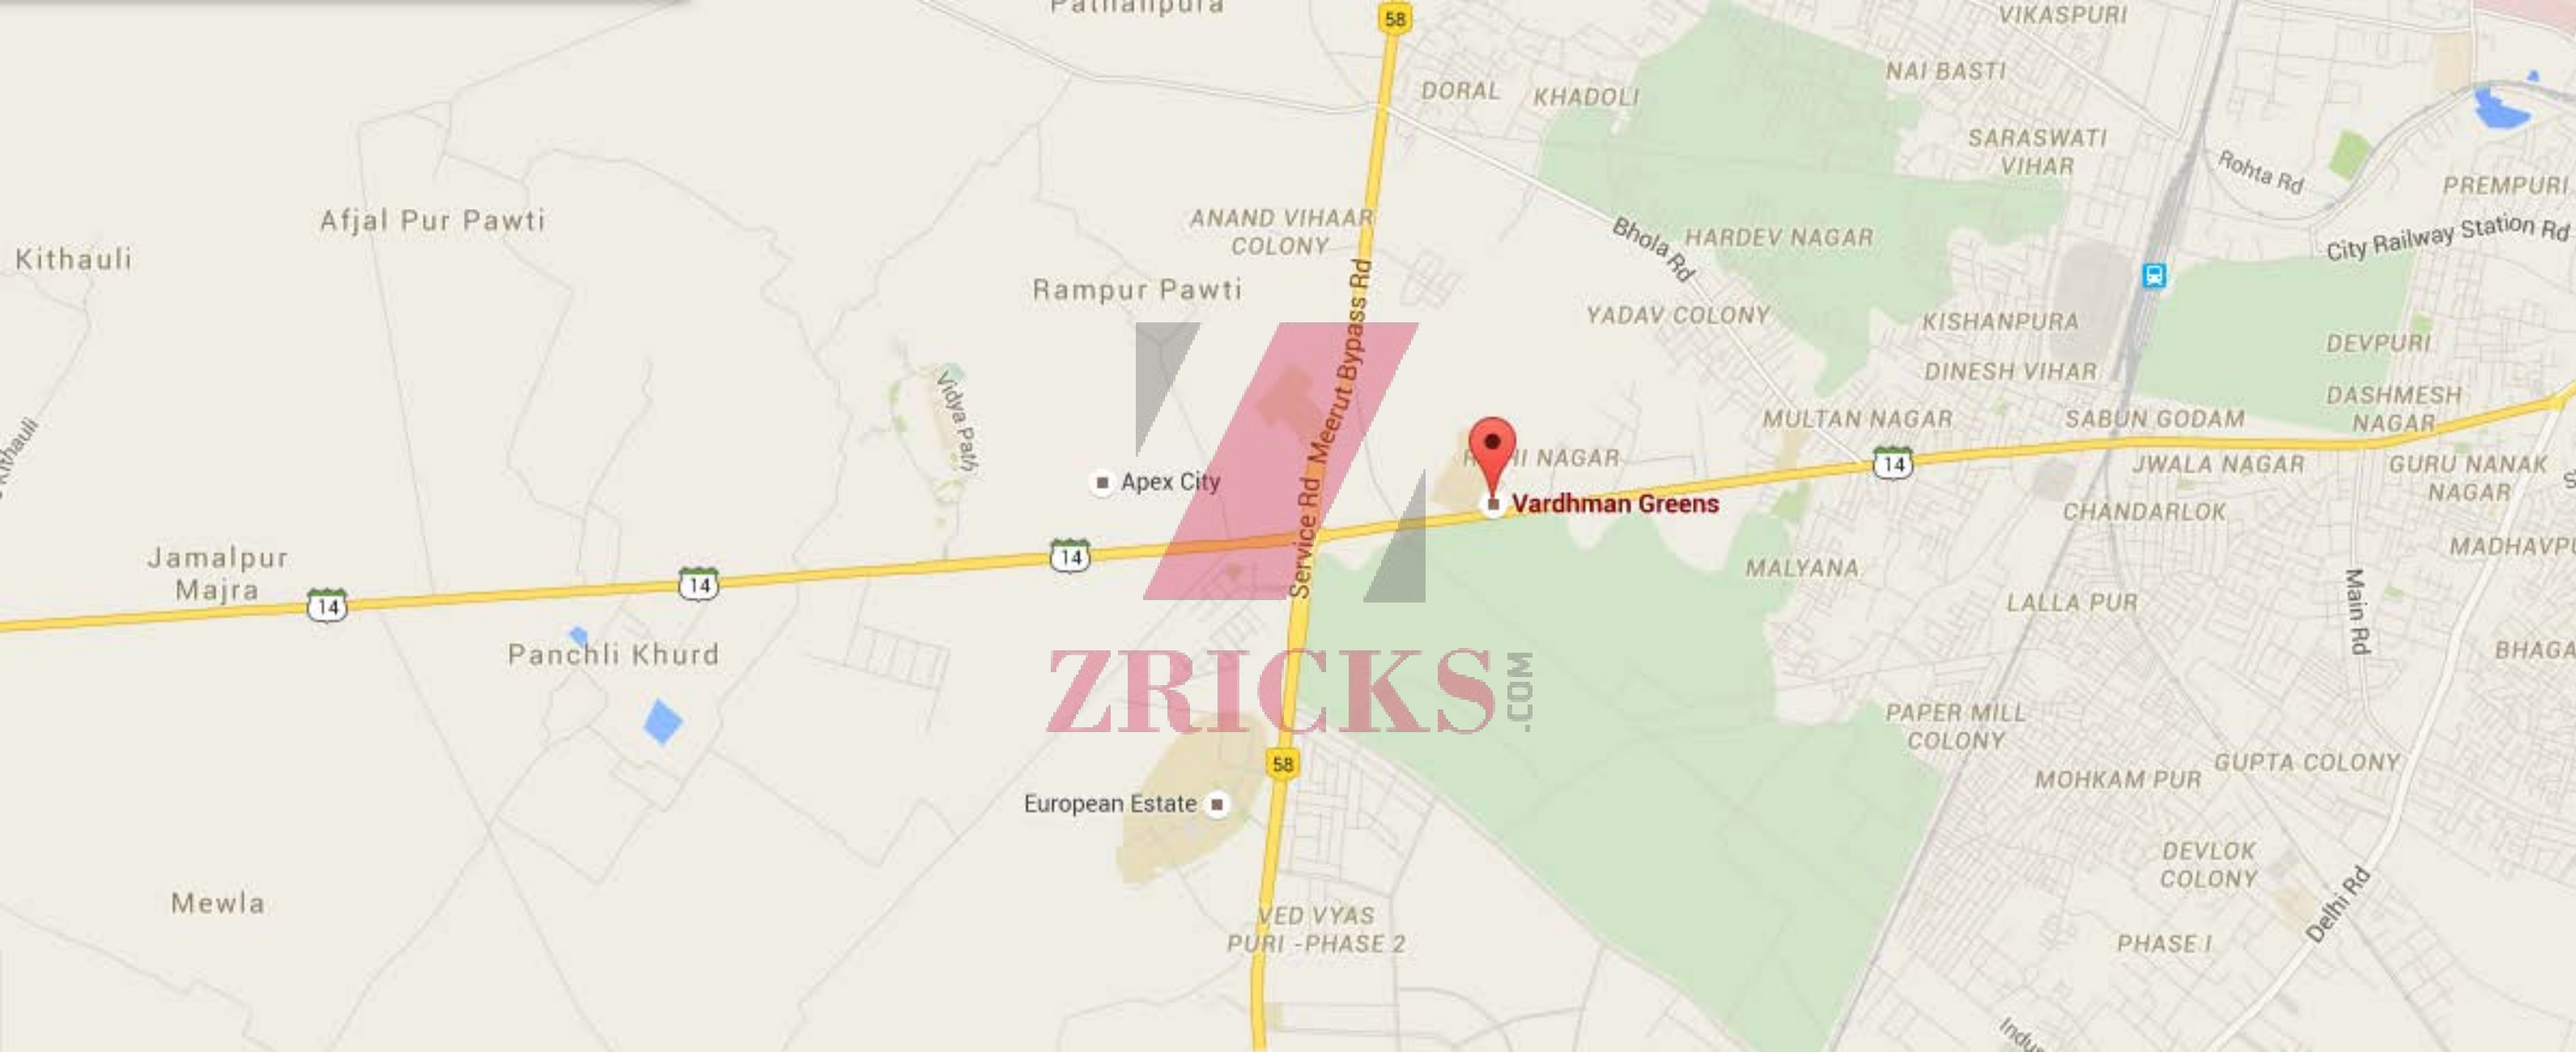 Pathanpura
58
VIKASPURI
DORAL
KHADOLI
NAI BASTI
SARASWATI
VIHAR
Rohta Rd
PREMPURI
Afjal Pur Pawti
Kithauli
ANAND VIHAAR
COLONY
Bhola Rd
HARDEV NAGAR
City Railway Station Rd
Rampur Pawti
YADAV COLONY
KISHANPURA
DEVPURI
DINESH VIHAR
Vidya Path
DASHMESH
NAGAR
Service Rd Meerut Bypass Rd
MULTAN NAGAR
SABUN GODAM
Kithauli
Apex City
NAGAR
14
JWALA NAGAR
GURU NANAK
NAGAR
Vardhman Greens
CHANDARLOK
Jamalpur
Majra
14
14
14
MALYANA
LALLA PUR
Main Rd
Panchli Khurd
ZRICKS
.COM
PAPER MILL
COLONY
58
MOHKAM PUR
GUPTA COLONY
European Estate
DEVLOK
COLONY
Mewla
VED VYAS
PURI -PHASE 2
PHASE I
Delhi Rd